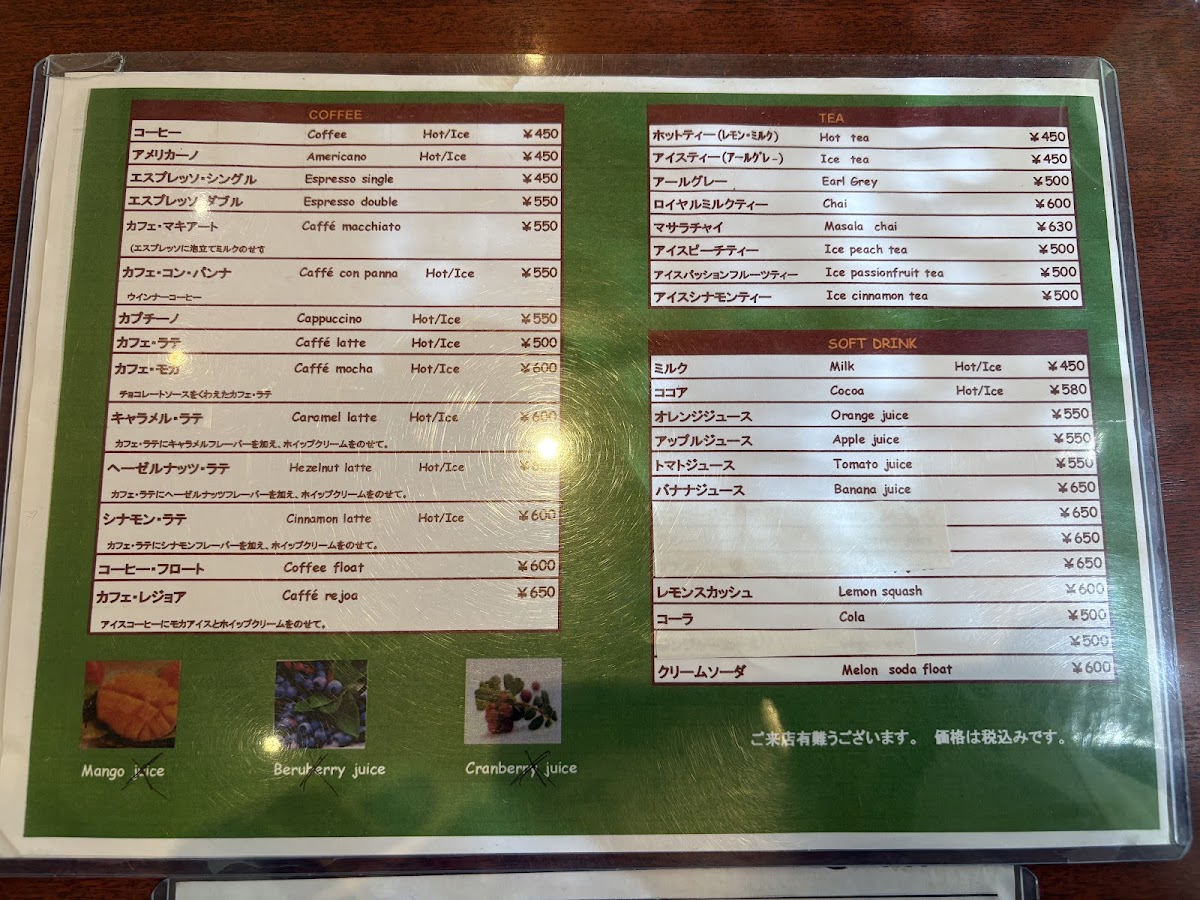 COFFEE
コーヒー Coffee Hot/Ice ¥450
アメリカーノ Americano Hot/Ice ¥450
エスプレッソ・シングル Espresso single ¥450
エスプレッソ・ダブル Espresso double ¥550
カフェ・マキアート Caffé macchiato ¥550
(エスプレッソに泡立てミルクのせて
カフェ・コン・パンナ Caffé con panna Hot/Ice ¥550
ウインナーコーヒー
カプチーノ Cappuccino Hot/Ice ¥550
カフェ・ラテ Caffé latte Hot/Ice ¥500
カフェ・モカ Caffé mocha Hot/Ice ¥600
チョコレートソースをくわえたカフェ・ラテ
キャラメル・ラテ Caramel latte Hot/Ice ¥600
カフェ・ラテにキャラメルフレーバーを加え、ホイップクリームをのせて。
ヘーゼルナッツ・ラテ Hezelnut latte Hot/Ice
カフェ・ラテにヘーゼルナッツフレーバーを加え、ホイップクリームをのせて。
シナモン・ラテ Cinnamon latte Hot/Ice ¥600
カフェ・ラテにシナモンフレーバーを加え、ホイップクリームをのせて。
コーヒー・フロート Coffee float ¥600
カフェ・レジョア Caffé rejoa ¥650
アイスコーヒーにモカアイスとホイップクリームをのせて。
Mango juice
Beruberry juice
Cranberry juice
TEA
ホットティー(レモン・ミルク) Hot tea ¥450
アイスティー(アールグレ-) Ice tea ¥450
アールグレー Earl Grey ¥500
ロイヤルミルクティー Chai ¥600
マサラチャイ Masala chai ¥630
アイスピーチティー Ice peach tea ¥500
アイスパッションフルーツティー Ice passionfruit tea ¥500
アイスシナモンティー Ice cinnamon tea ¥500
SOFT DRINK
ミルク Milk Hot/Ice ¥450
ココア Cocoa Hot/Ice ¥580
オレンジジュース Orange juice ¥550
アップルジュース Apple juice ¥550
トマトジュース Tomato juice ¥550
バナナジュース Banana juice ¥650
¥650
¥650
¥650
レモンスカッシュ Lemon squash ¥600
コーラ Cola ¥500
¥500
クリームソーダ Melon soda float ¥600
ご来店有難うございます。 価格は税込みです。